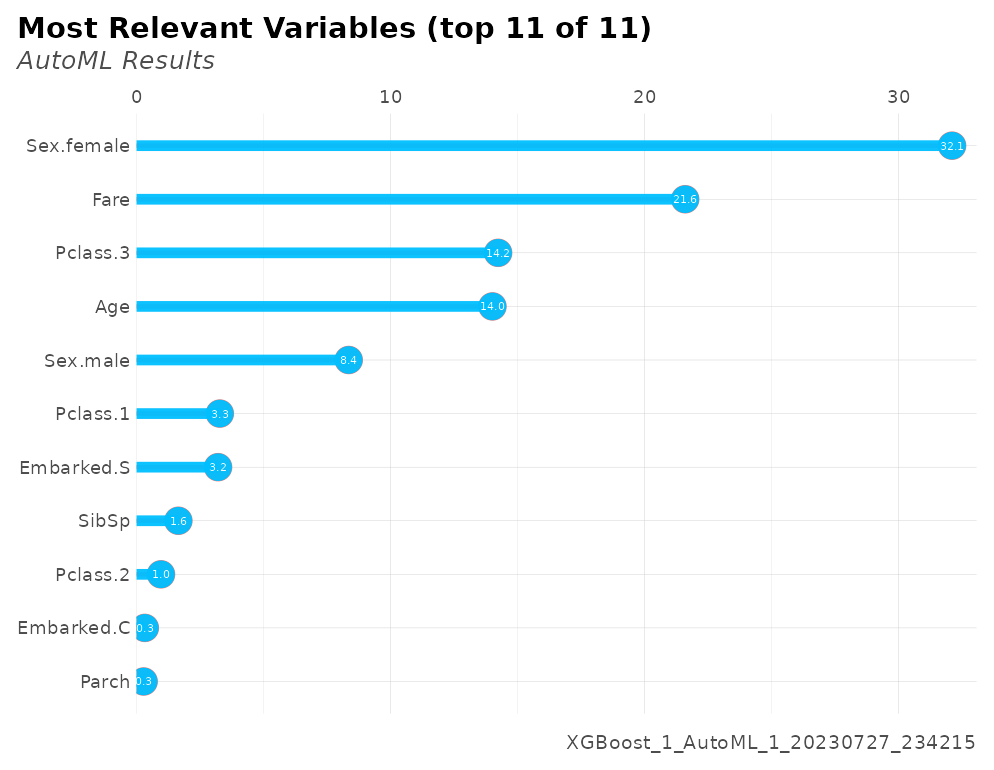 Most Relevant Variables (top 11 of 11)
AutoML Results
0 10 20 30
Sex.female 32.1
Fare 21.6
Pclass.3 14.2
Age 14.0
Sex.male 8.4
Pclass.1 3.3
Embarked.S 3.2
SibSp 1.6
Pclass.2 1.0
Embarked.C 0.3
Parch 0.3
XGBoost_1_AutoML_1_20230727_234215